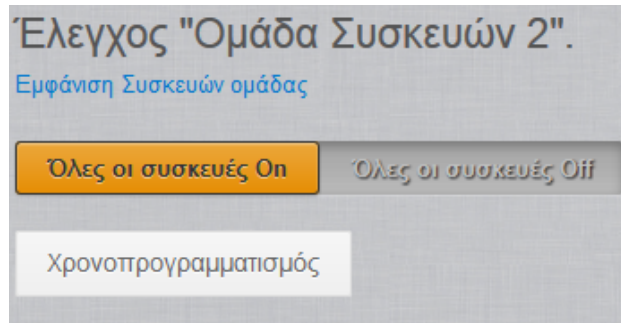 Έλεγχος "Ομάδα Συσκευών 2".
Εμφάνιση Συσκευών ομάδας
Όλες οι συσκευές On Όλες οι συσκευές Off
Χρονοπρογραμματισμός